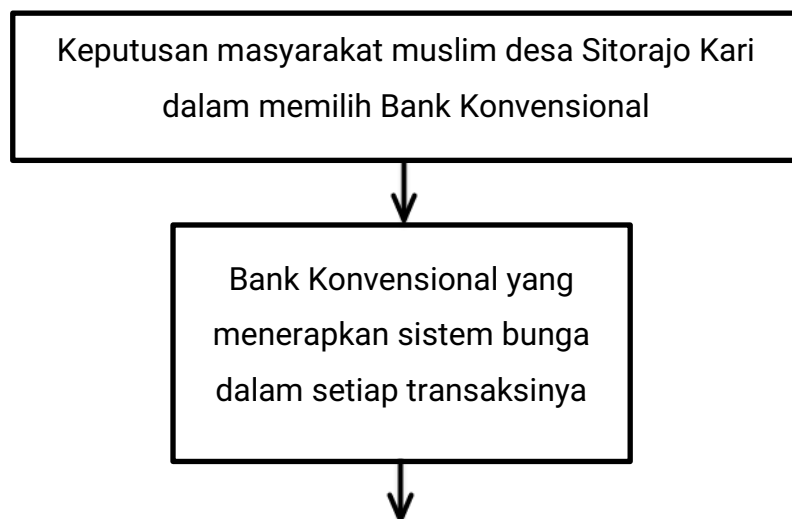 Keputusan masyarakat muslim desa Sitorajo Kari
dalam memilih Bank Konvensional
Bank Konvensional yang
menerapkan sistem bunga
dalam setiap transaksinya